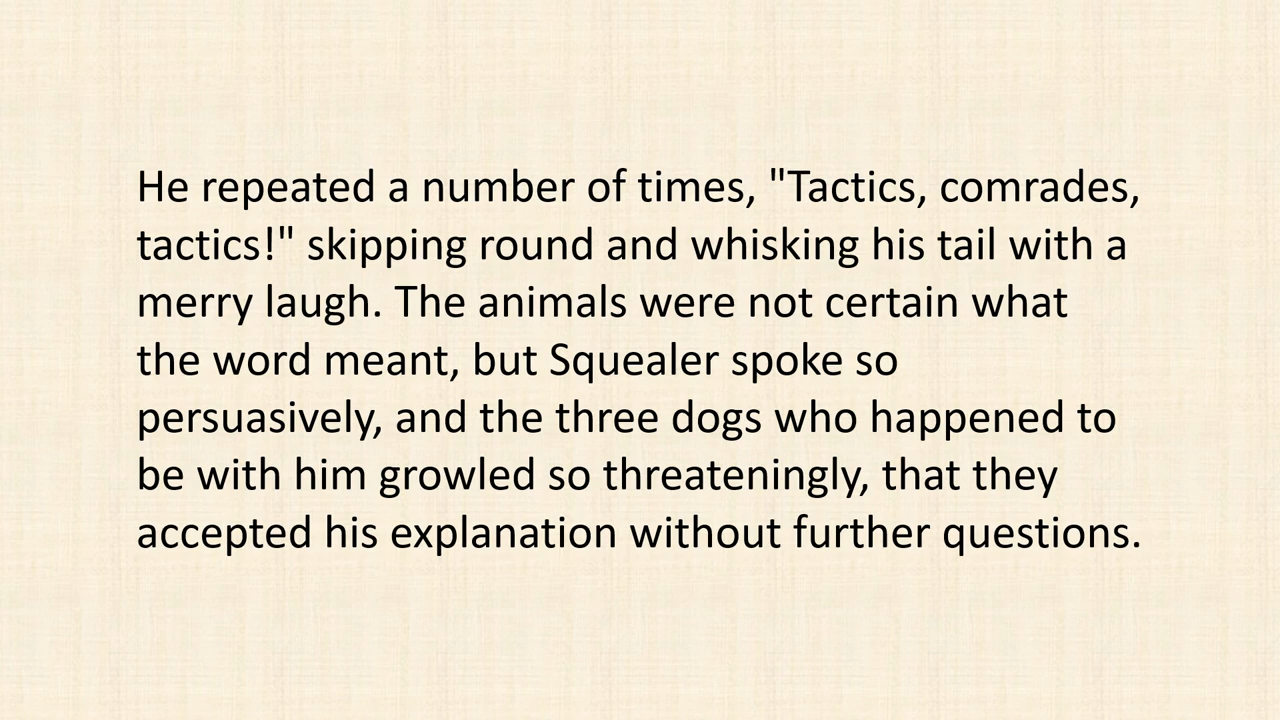 He repeated a number of times, "Tactics, comrades,
tactics!" skipping round and whisking his tail with a
merry laugh. The animals were not certain what
the word meant, but Squealer spoke so
persuasively, and the three dogs who happened to
be with him growled so threateningly, that they
accepted his explanation without further questions.